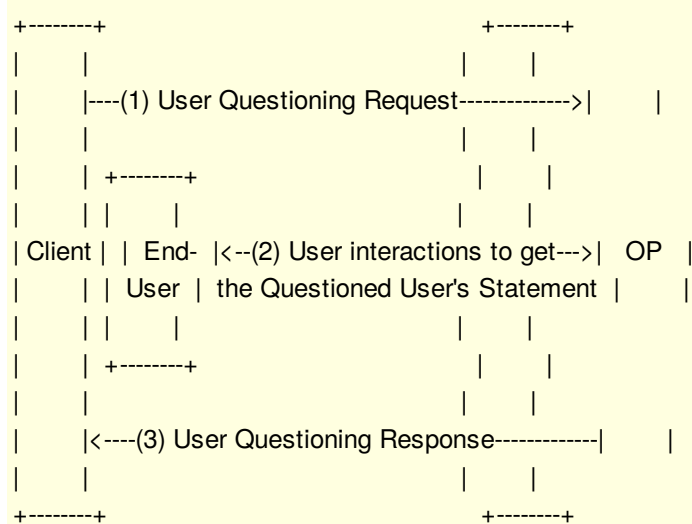 +--------+ +--------+
| | | |
| |----(1) User Questioning Request-------------->| |
| | | |
| | +--------+ | |
| | | | | |
| Client | | End- |<--(2) User interactions to get--->| OP |
| | | User | the Questioned User's Statement | |
| | | | | |
| | +--------+ | |
| | | |
| |<----(3) User Questioning Response-------------| |
| | | |
+--------+ +--------+